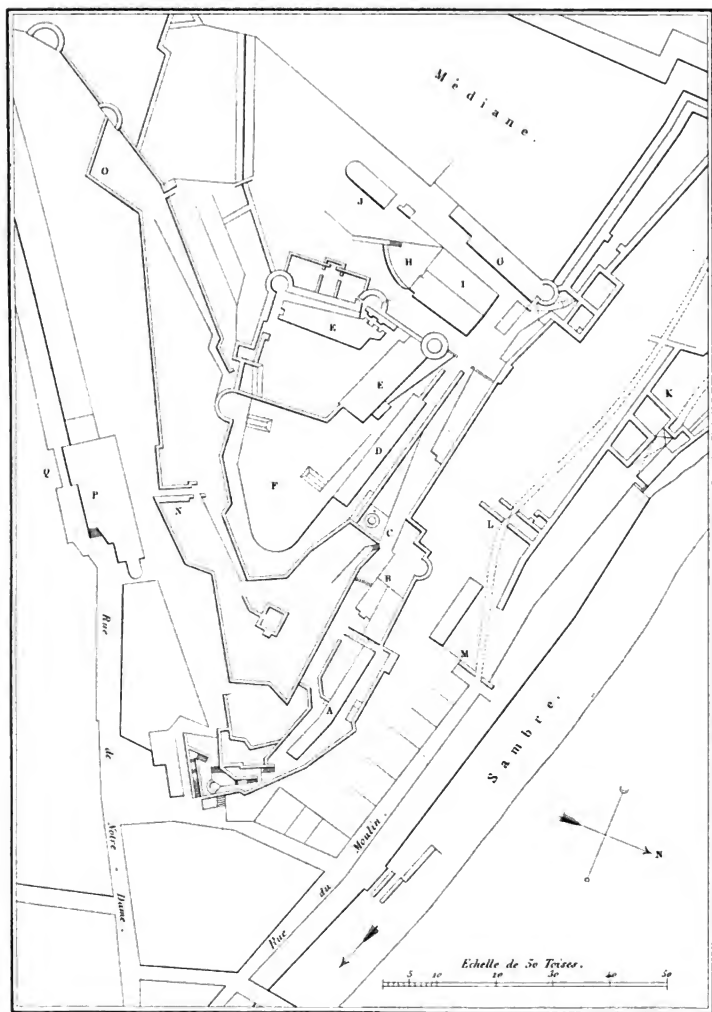 Médiane.
O
J
H
I
O
E
E
K
D
Q
P
F
L
N
C
B
M
A
Rue de Notre-Dame.
Rue du Moulin.
Sambre.
N
Echelle de 50 Toises.
5 10 20 30 40 50